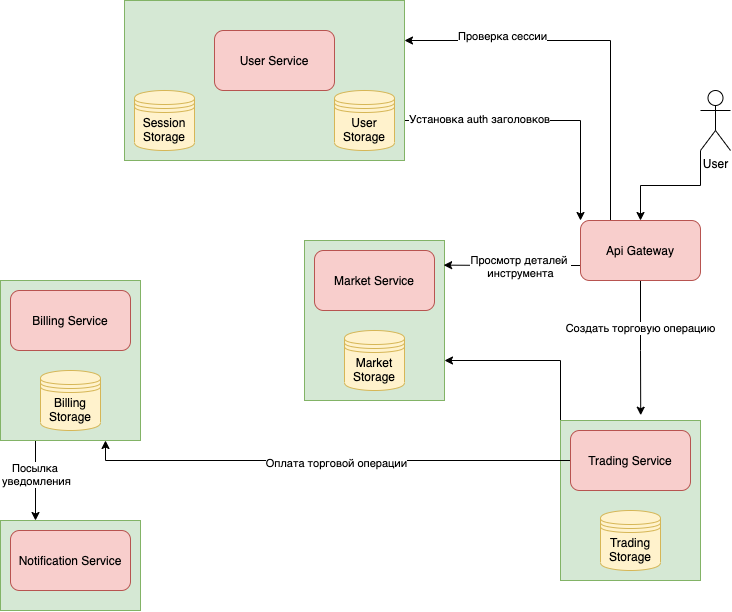 Проверка сессии
User Service
Session
Storage
User
Storage
Установка auth заголовков
User
Api Gateway
Просмотр деталей
инструмента
Market Service
Market
Storage
Создать торговую операцию
Billing Service
Billing
Storage
Оплата торговой операции
Trading Service
Trading
Storage
Посылка
уведомления
Notification Service